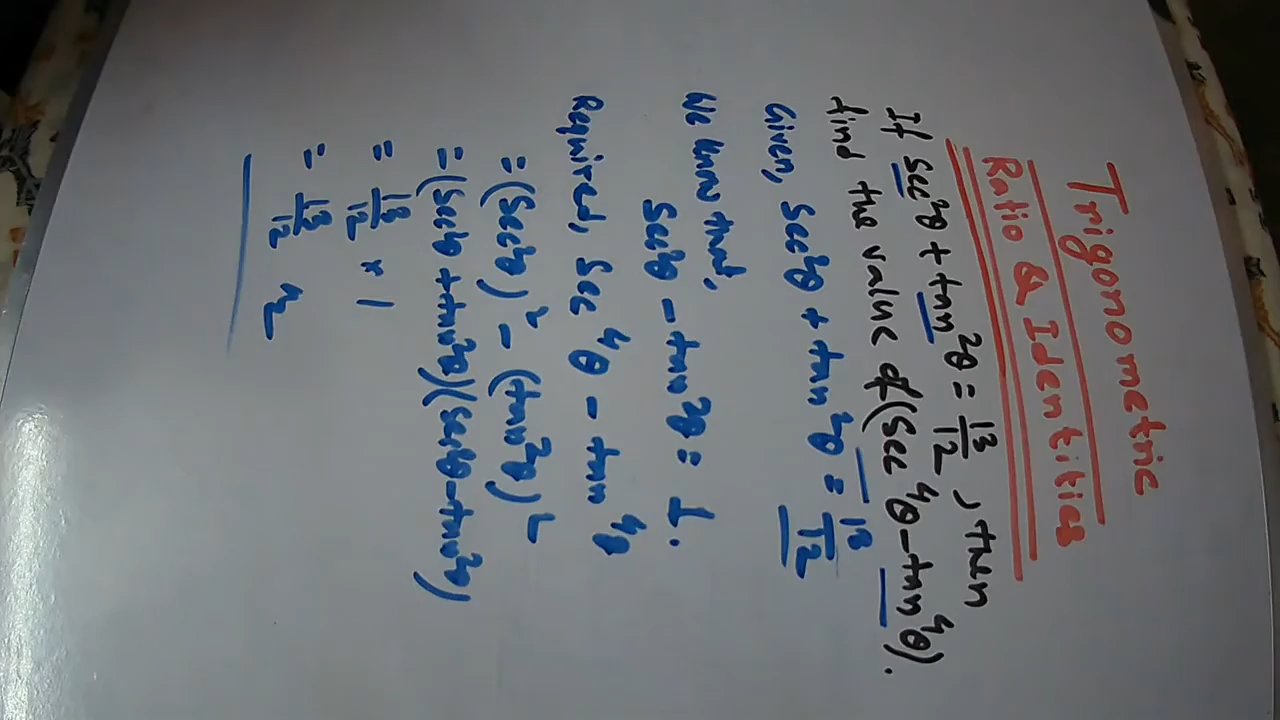 Trigonometric
Ratio & Identities
If sec²θ + tan²θ = 13/12, then
find the value of (sec⁴θ - tan⁴θ).
Given, sec²θ + tan²θ = 13/12
We know that,
sec²θ - tan²θ = 1.
Required, sec⁴θ - tan⁴θ
= (sec²θ)² - (tan²θ)²
= (sec²θ + tan²θ)(sec²θ - tan²θ)
= 13/12 × 1
= 13/12